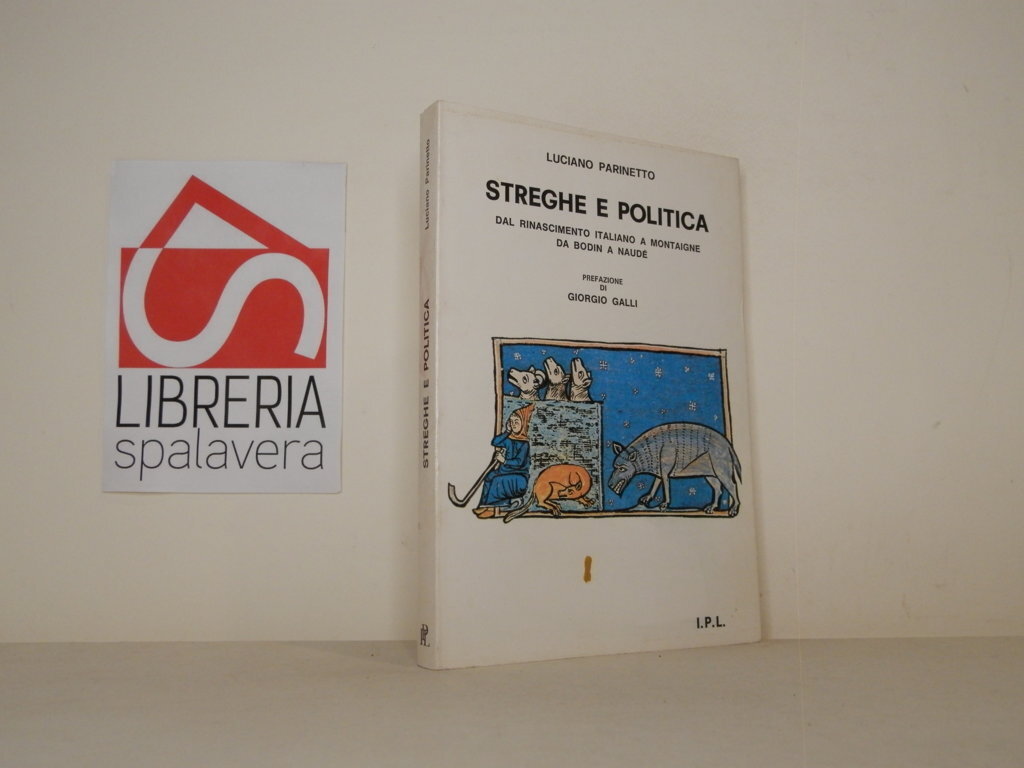 LIBRERIA
spalavera
Luciano Parinetto
STREGHE E POLITICA
LUCIANO PARINETTO
STREGHE E POLITICA
DAL RINASCIMENTO ITALIANO A MONTAIGNE
DA BODIN A NAUDÉ
PREFAZIONE
DI
GIORGIO GALLI
I.P.L.